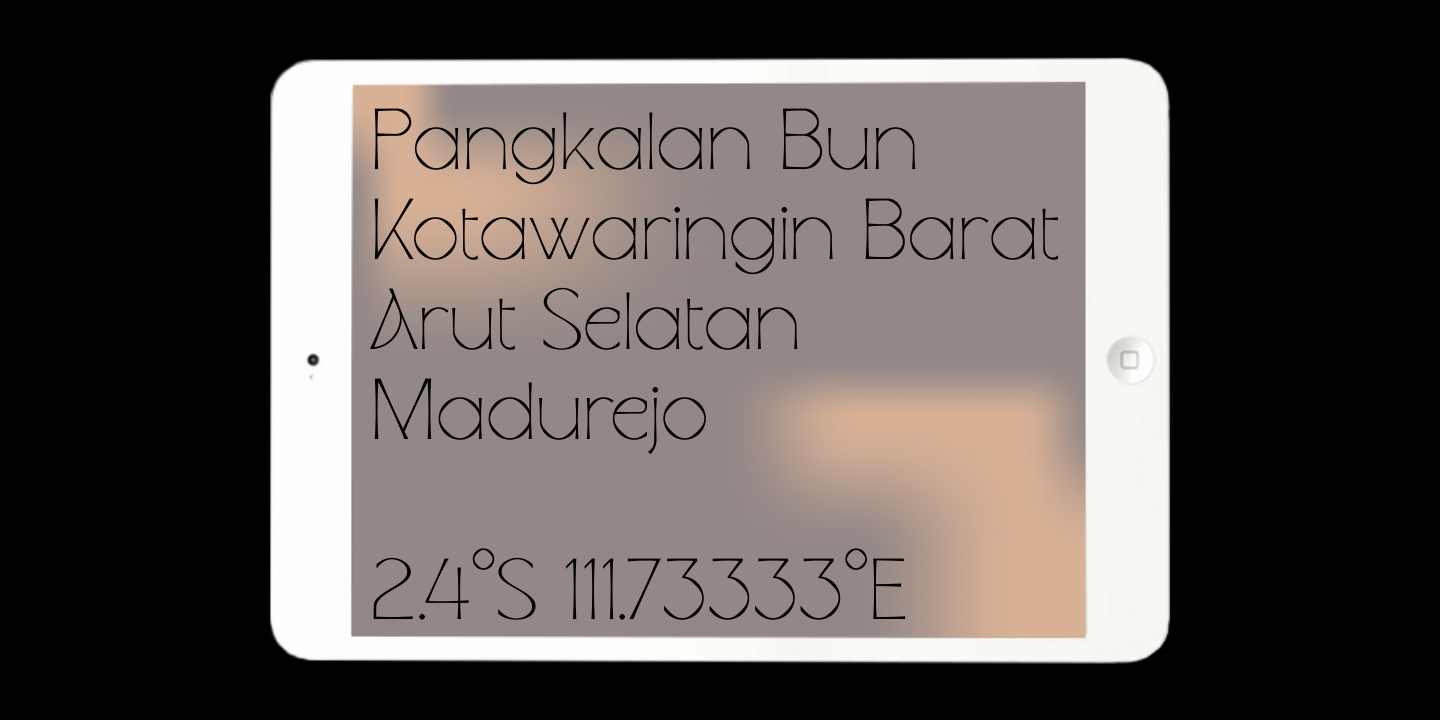 Pangkalan Bun
Kotawaringin Barat
Arut Selatan
Madurejo
2.4°S 111.73333°E